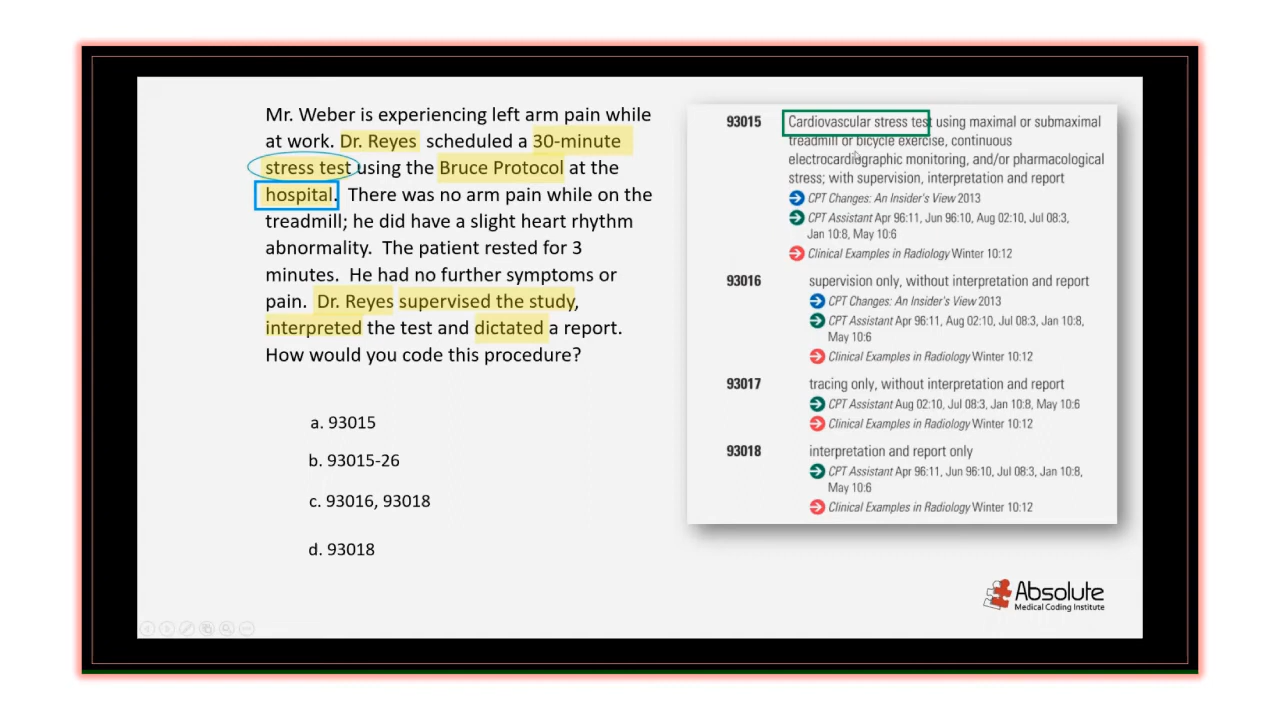 Mr. Weber is experiencing left arm pain while
at work. Dr. Reyes scheduled a 30-minute
stress test using the Bruce Protocol at the
hospital. There was no arm pain while on the
treadmill; he did have a slight heart rhythm
abnormality. The patient rested for 3
minutes. He had no further symptoms or
pain. Dr. Reyes supervised the study,
interpreted the test and dictated a report.
How would you code this procedure?
a. 93015
b. 93015-26
c. 93016, 93018
d. 93018
93015 Cardiovascular stress test using maximal or submaximal
treadmill or bicycle exercise, continuous
electrocardiographic monitoring, and/or pharmacological
stress; with supervision, interpretation and report
CPT Changes: An Insider's View 2013
CPT Assistant Apr 96:11, Jun 96:10, Aug 02:10, Jul 08:3,
Jan 10:8, May 10:6
Clinical Examples in Radiology Winter 10:12
93016 supervision only, without interpretation and report
CPT Changes: An Insider's View 2013
CPT Assistant Apr 96:11, Aug 02:10, Jul 08:3, Jan 10:8,
May 10:6
Clinical Examples in Radiology Winter 10:12
93017 tracing only, without interpretation and report
CPT Assistant Aug 02:10, Jul 08:3, Jan 10:8, May 10:6
Clinical Examples in Radiology Winter 10:12
93018 interpretation and report only
CPT Assistant Apr 96:11, Jun 96:10, Jul 08:3, Jan 10:8,
May 10:6
Clinical Examples in Radiology Winter 10:12
Absolute
Medical Coding Institute